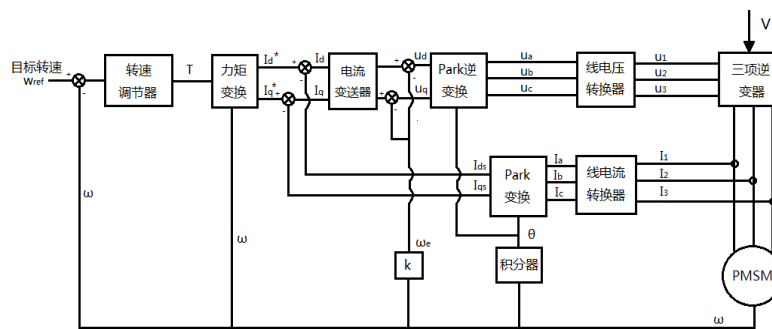 V
目标转速
Wref
+
-
转速
调节器
T
力矩
变换
Id*
Iq*
+
-
+
-
Id
Iq
电流
变送器
+
-
+
-
ud
uq
Park逆
变换
ua
ub
uc
线电压
转换器
u1
u2
u3
三项逆
变器
Ids
Iqs
Park
变换
Ia
Ib
Ic
线电流
转换器
I1
I2
I3
ω
ω
ωe
θ
k
积分器
PMSM
ω